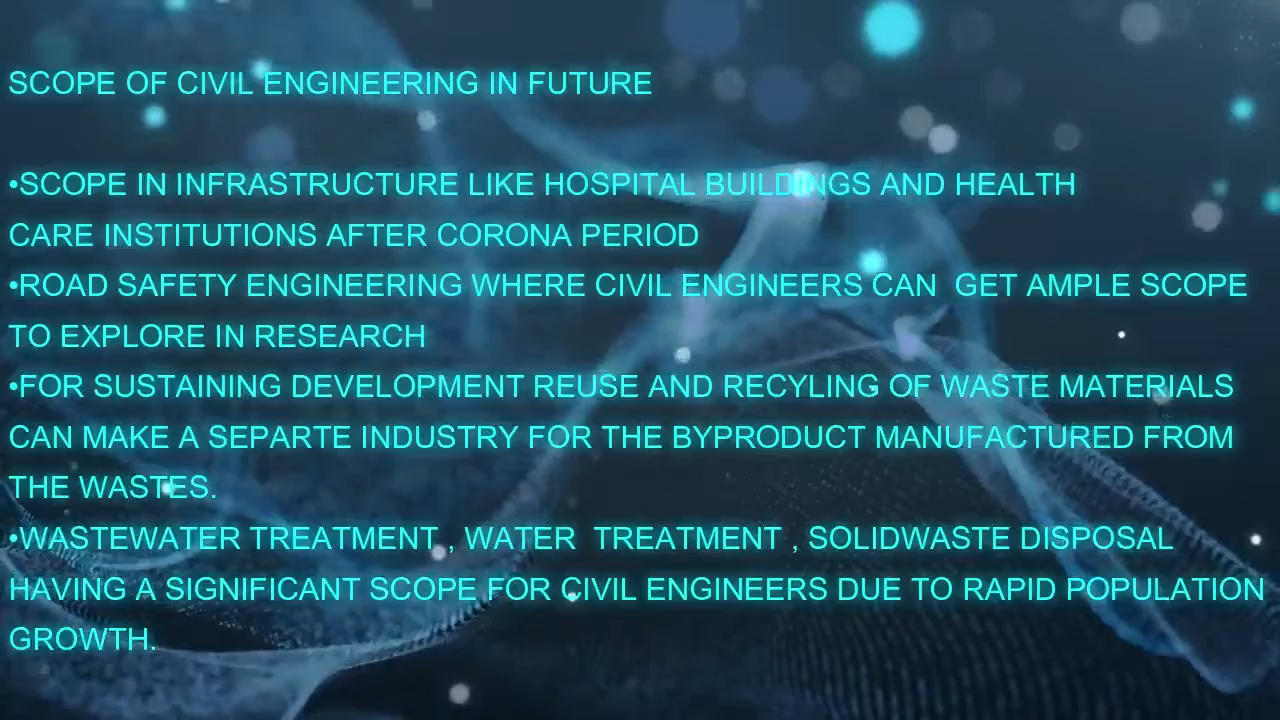 SCOPE OF CIVIL ENGINEERING IN FUTURE
•SCOPE IN INFRASTRUCTURE LIKE HOSPITAL BUILDINGS AND HEALTH
CARE INSTITUTIONS AFTER CORONA PERIOD
•ROAD SAFETY ENGINEERING WHERE CIVIL ENGINEERS CAN  GET AMPLE SCOPE
TO EXPLORE IN RESEARCH
•FOR SUSTAINING DEVELOPMENT REUSE AND RECYLING OF WASTE MATERIALS
CAN MAKE A SEPARTE INDUSTRY FOR THE BYPRODUCT MANUFACTURED FROM
THE WASTES.
•WASTEWATER TREATMENT , WATER  TREATMENT , SOLIDWASTE DISPOSAL
HAVING A SIGNIFICANT SCOPE FOR CIVIL ENGINEERS DUE TO RAPID POPULATION
GROWTH.